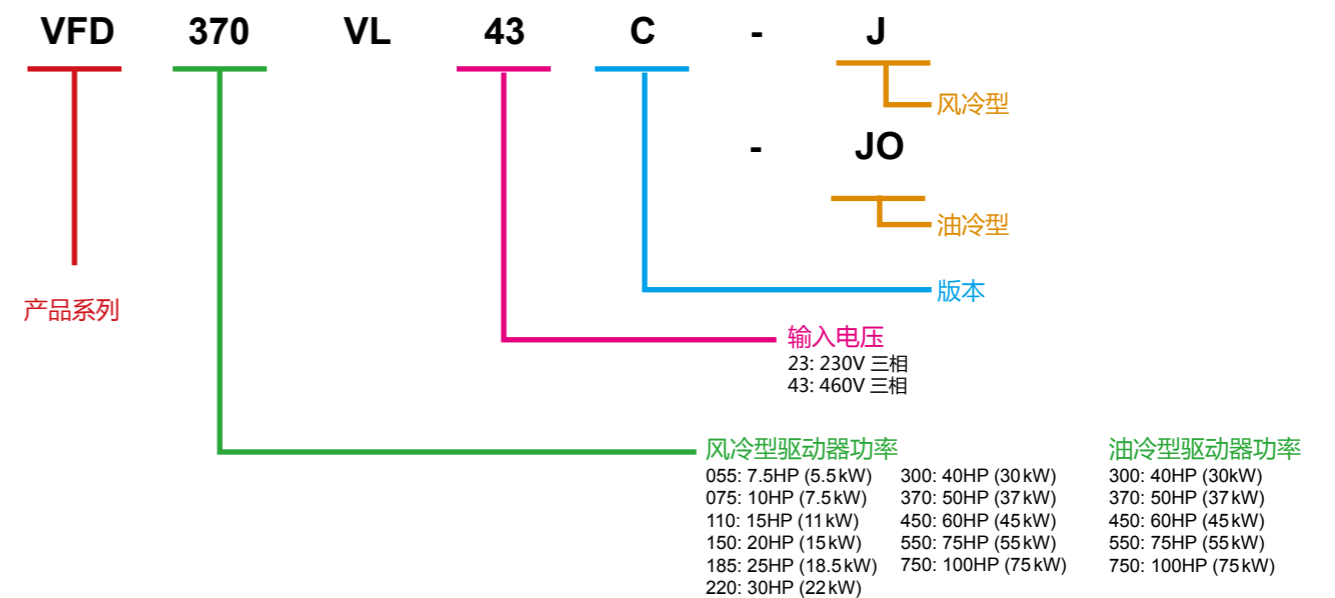 VFD 370 VL 43 C - J
风冷型
- JO
油冷型
版本
产品系列
输入电压
23: 230V 三相
43: 460V 三相
风冷型驱动器功率 油冷型驱动器功率
055: 7.5HP (5.5kW) 300: 40HP (30kW) 300: 40HP (30kW)
075: 10HP (7.5kW) 370: 50HP (37kW) 370: 50HP (37kW)
110: 15HP (11kW) 450: 60HP (45kW) 450: 60HP (45kW)
150: 20HP (15kW) 550: 75HP (55kW) 550: 75HP (55kW)
185: 25HP (18.5kW) 750: 100HP (75kW) 750: 100HP (75kW)
220: 30HP (22kW)